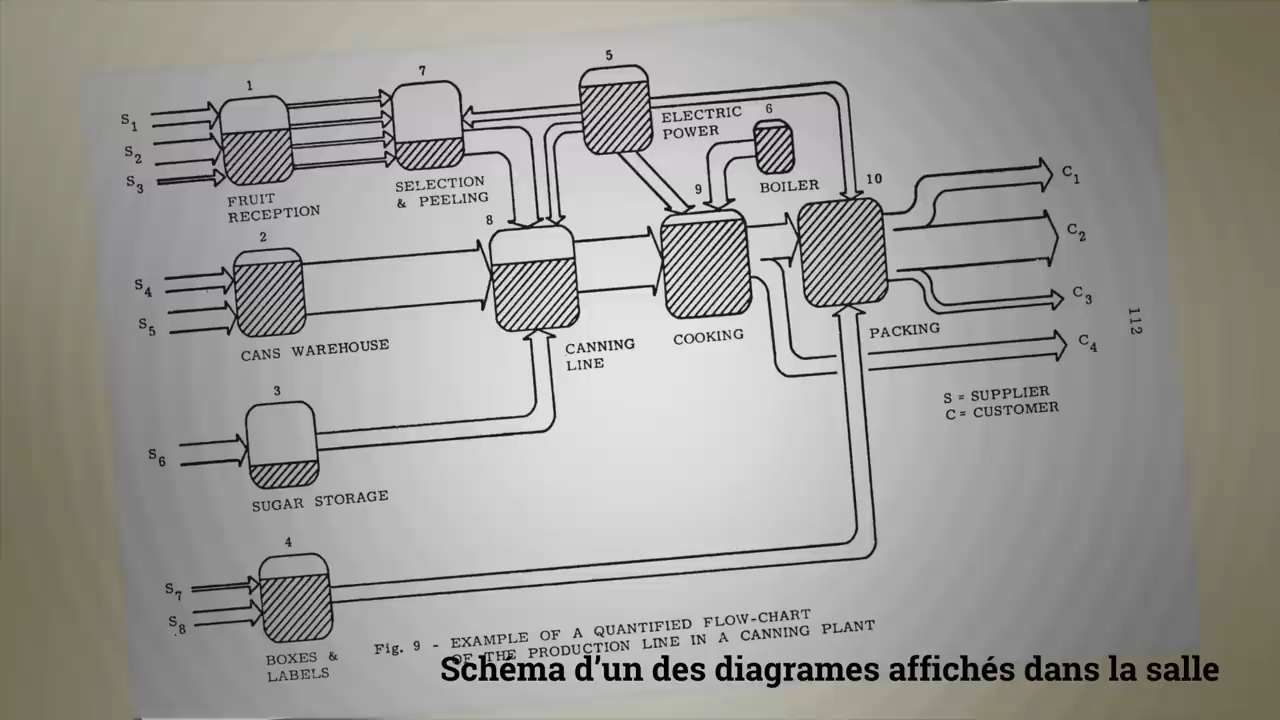 1
7
5
S1
S2
S3
FRUIT
RECEPTION
SELECTION
& PEELING
ELECTRIC
POWER
6
BOILER
2
8
9
10
S4
S5
CANS WAREHOUSE
CANNING
LINE
COOKING
PACKING
C1
C2
C3
C4
112
S = SUPPLIER
C = CUSTOMER
3
S6
SUGAR STORAGE
4
S7
S8
BOXES &
LABELS
Fig. 9 - EXAMPLE OF A QUANTIFIED FLOW-CHART
OF THE PRODUCTION LINE IN A CANNING PLANT
Schéma d’un des diagrames affichés dans la salle